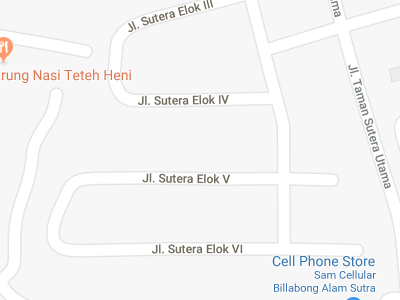 Jl. Sutera Elok III
rung Nasi Teteh Heni
Jl. Sutera Elok IV
Jl. Taman Sutera Utama
Jl. Sutera Elok V
Jl. Sutera Elok VI
Cell Phone Store
Sam Cellular
Billabong Alam Sutra